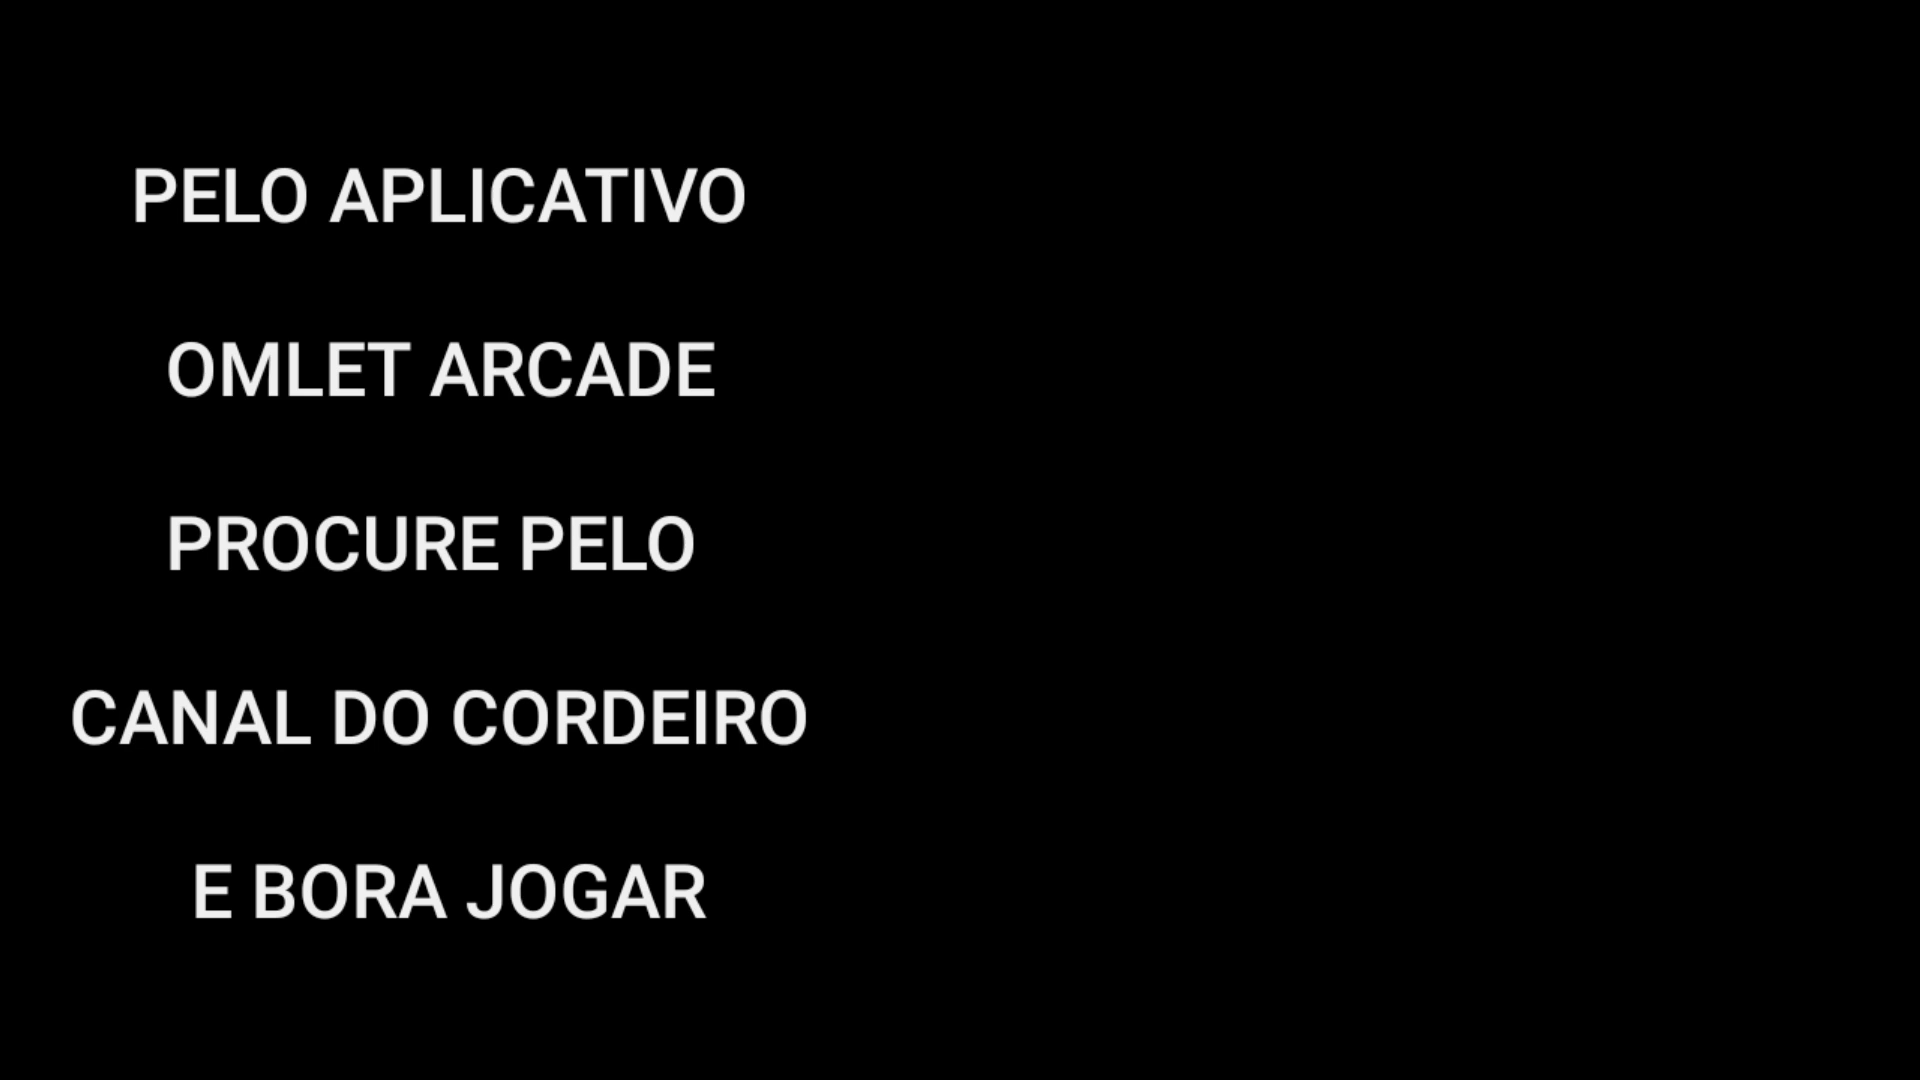 PELO APLICATIVO
OMLET ARCADE
PROCURE PELO
CANAL DO CORDEIRO
E BORA JOGAR